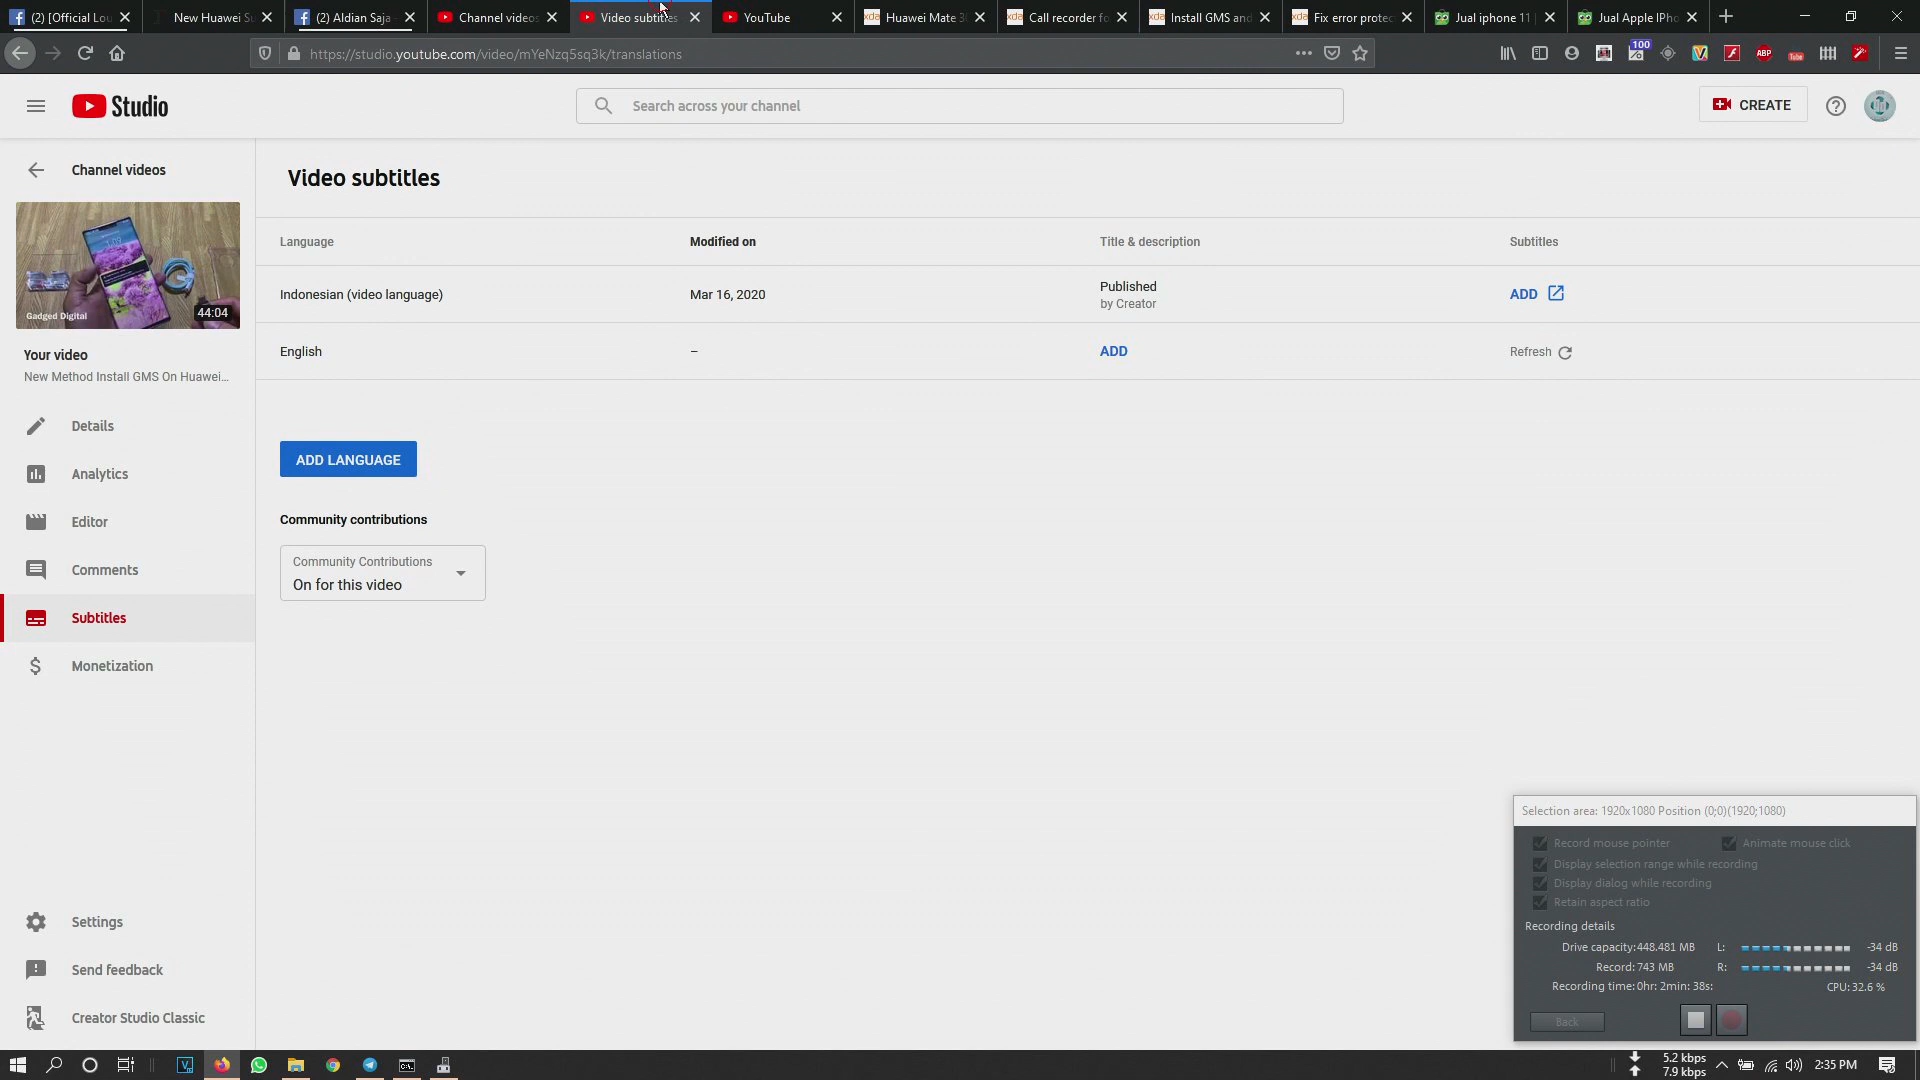 (2) [Official Lou
New Huawei Su
(2) Aldian Saja -
Channel videos
Video subtitles
YouTube
Huawei Mate 30
Call recorder fo
Install GMS and
Fix error protec
Jual iphone 11 |
Jual Apple IPho
https://studio.youtube.com/video/mYeNzq5sq3k/translations
100
ABP
Tube
Studio
Search across your channel
CREATE
Channel videos
Video subtitles
Language
Modified on
Title & description
Subtitles
Indonesian (video language)
Mar 16, 2020
Published
by Creator
ADD
English
–
ADD
Refresh
Gadged Digital
44:04
Your video
New Method Install GMS On Huawei...
Details
Analytics
Editor
Comments
Subtitles
Monetization
ADD LANGUAGE
Community contributions
Community Contributions
On for this video
Settings
Send feedback
Creator Studio Classic
Selection area: 1920x1080 Position (0;0)(1920;1080)
Record mouse pointer
Animate mouse click
Display selection range while recording
Display dialog while recording
Retain aspect ratio
Recording details
Drive capacity:448.481 MB
L:
-34 dB
Record:743 MB
R:
-34 dB
Recording time:0hr: 2min: 38s:
CPU:32.6 %
Back
5.2 kbps
7.9 kbps
2:35 PM